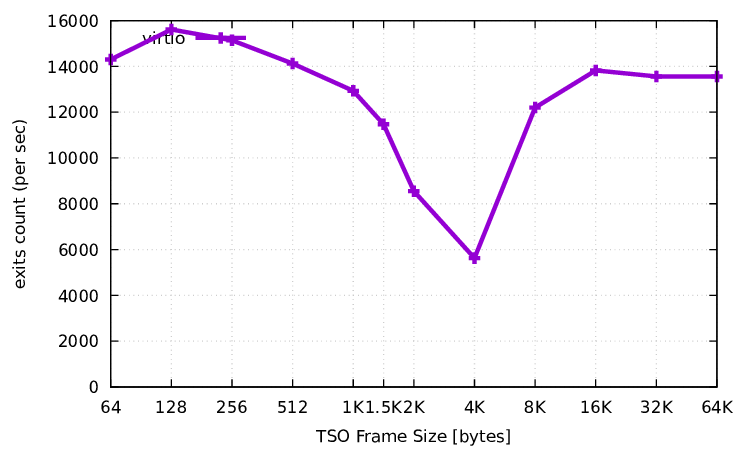 16000
14000
12000
10000
8000
6000
4000
2000
0
exits count (per sec)
virtio
64 128 256 512 1K 1.5K 2K 4K 8K 16K 32K 64K
TSO Frame Size [bytes]